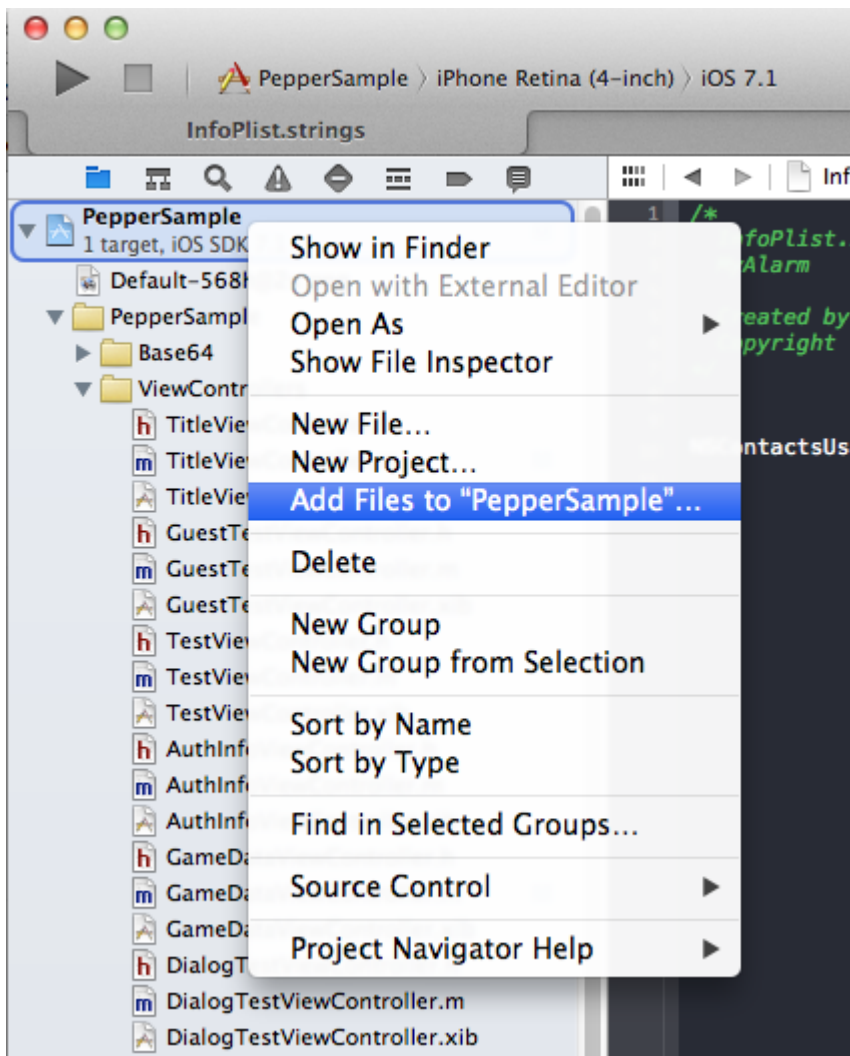 PepperSample 〉 iPhone Retina (4-inch) 〉 iOS 7.1
InfoPlist.strings
Inf
PepperSample
1 target, iOS SDK
Default-568h
PepperSampl
Base64
ViewContr
TitleVie
TitleVie
TitleVie
GuestTe
GuestTe
GuestTe
TestVie
TestVie
TestVie
AuthInf
AuthInf
AuthInf
GameDa
GameDa
GameDa
DialogT
DialogTestViewController.m
DialogTestViewController.xib
Show in Finder
Open with External Editor
Open As
Show File Inspector
New File...
New Project...
Add Files to “PepperSample”...
Delete
New Group
New Group from Selection
Sort by Name
Sort by Type
Find in Selected Groups...
Source Control
Project Navigator Help
1 /*
foPlist.
Alarm
eated by
pyright
ntactsUs